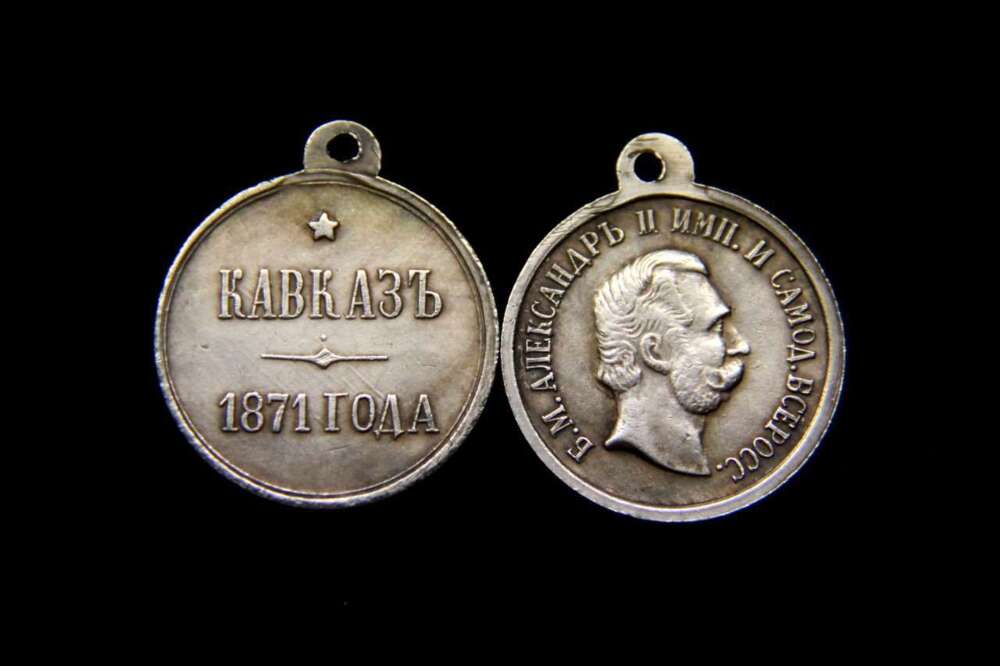 КАВКАЗЪ
1871 ГОДА
Б.М.АЛЕКСАНДРЪ II ИМП. И САМОД.ВСЕРОСС.